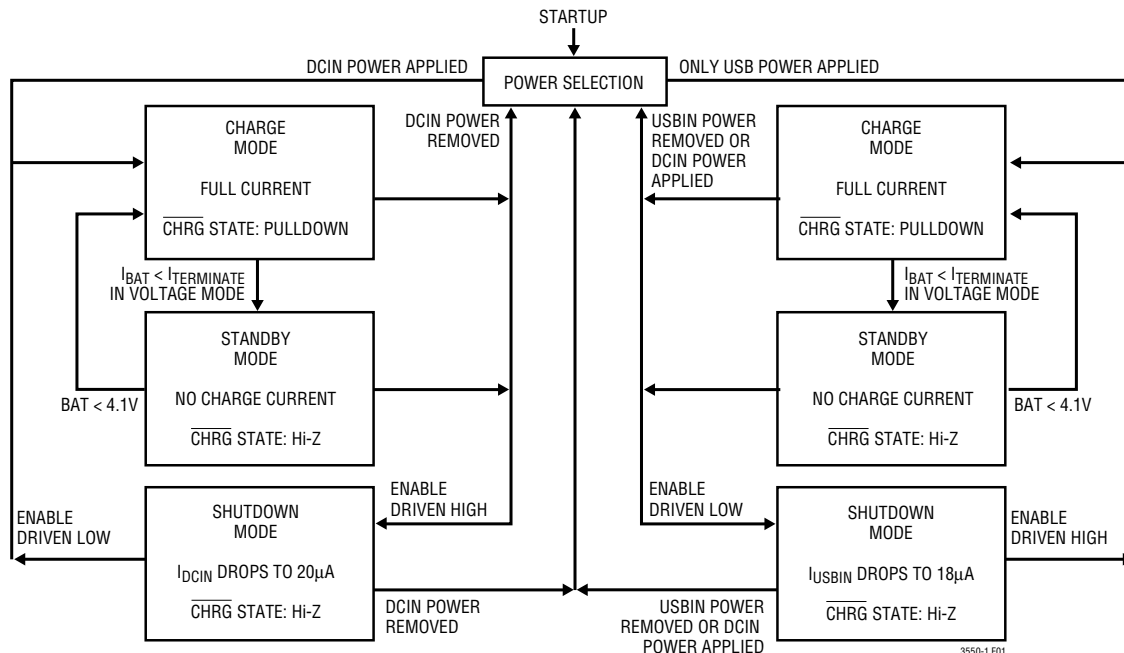 STARTUP
DCIN POWER APPLIED
POWER SELECTION
ONLY USB POWER APPLIED
CHARGE
MODE
FULL CURRENT
CHRG STATE: PULLDOWN
DCIN POWER
REMOVED
USBIN POWER
REMOVED OR
DCIN POWER
APPLIED
CHARGE
MODE
FULL CURRENT
CHRG STATE: PULLDOWN
IBAT < ITERMINATE
IN VOLTAGE MODE
IBAT < ITERMINATE
IN VOLTAGE MODE
STANDBY
MODE
NO CHARGE CURRENT
CHRG STATE: Hi-Z
BAT < 4.1V
STANDBY
MODE
NO CHARGE CURRENT
CHRG STATE: Hi-Z
BAT < 4.1V
ENABLE
DRIVEN LOW
SHUTDOWN
MODE
IDCIN DROPS TO 20µA
CHRG STATE: Hi-Z
ENABLE
DRIVEN HIGH
DCIN POWER
REMOVED
ENABLE
DRIVEN LOW
USBIN POWER
REMOVED OR DCIN
POWER APPLIED
SHUTDOWN
MODE
IUSBIN DROPS TO 18µA
CHRG STATE: Hi-Z
ENABLE
DRIVEN HIGH
3550-1 F01